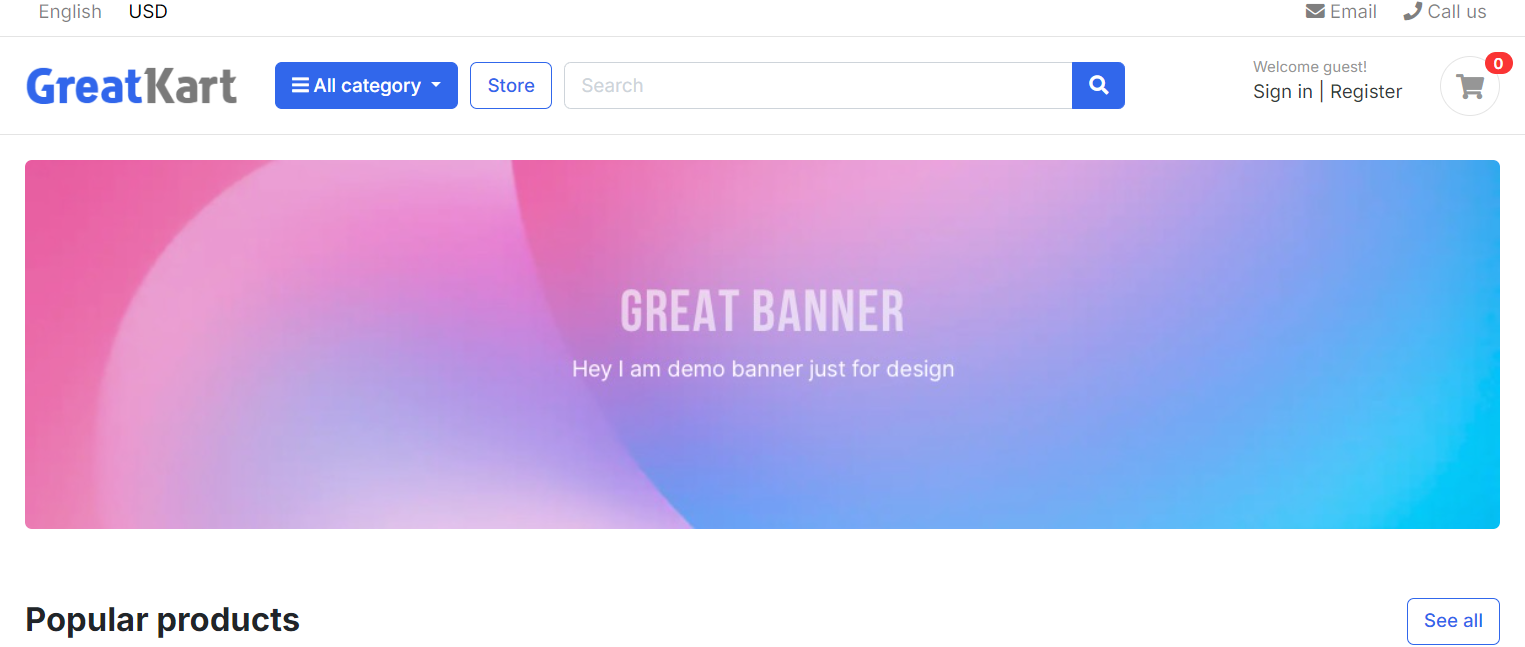 English USD Email Call us
GreatKart All category Store Search Welcome guest! 0
Sign in | Register
GREAT BANNER
Hey I am demo banner just for design
Popular products See all